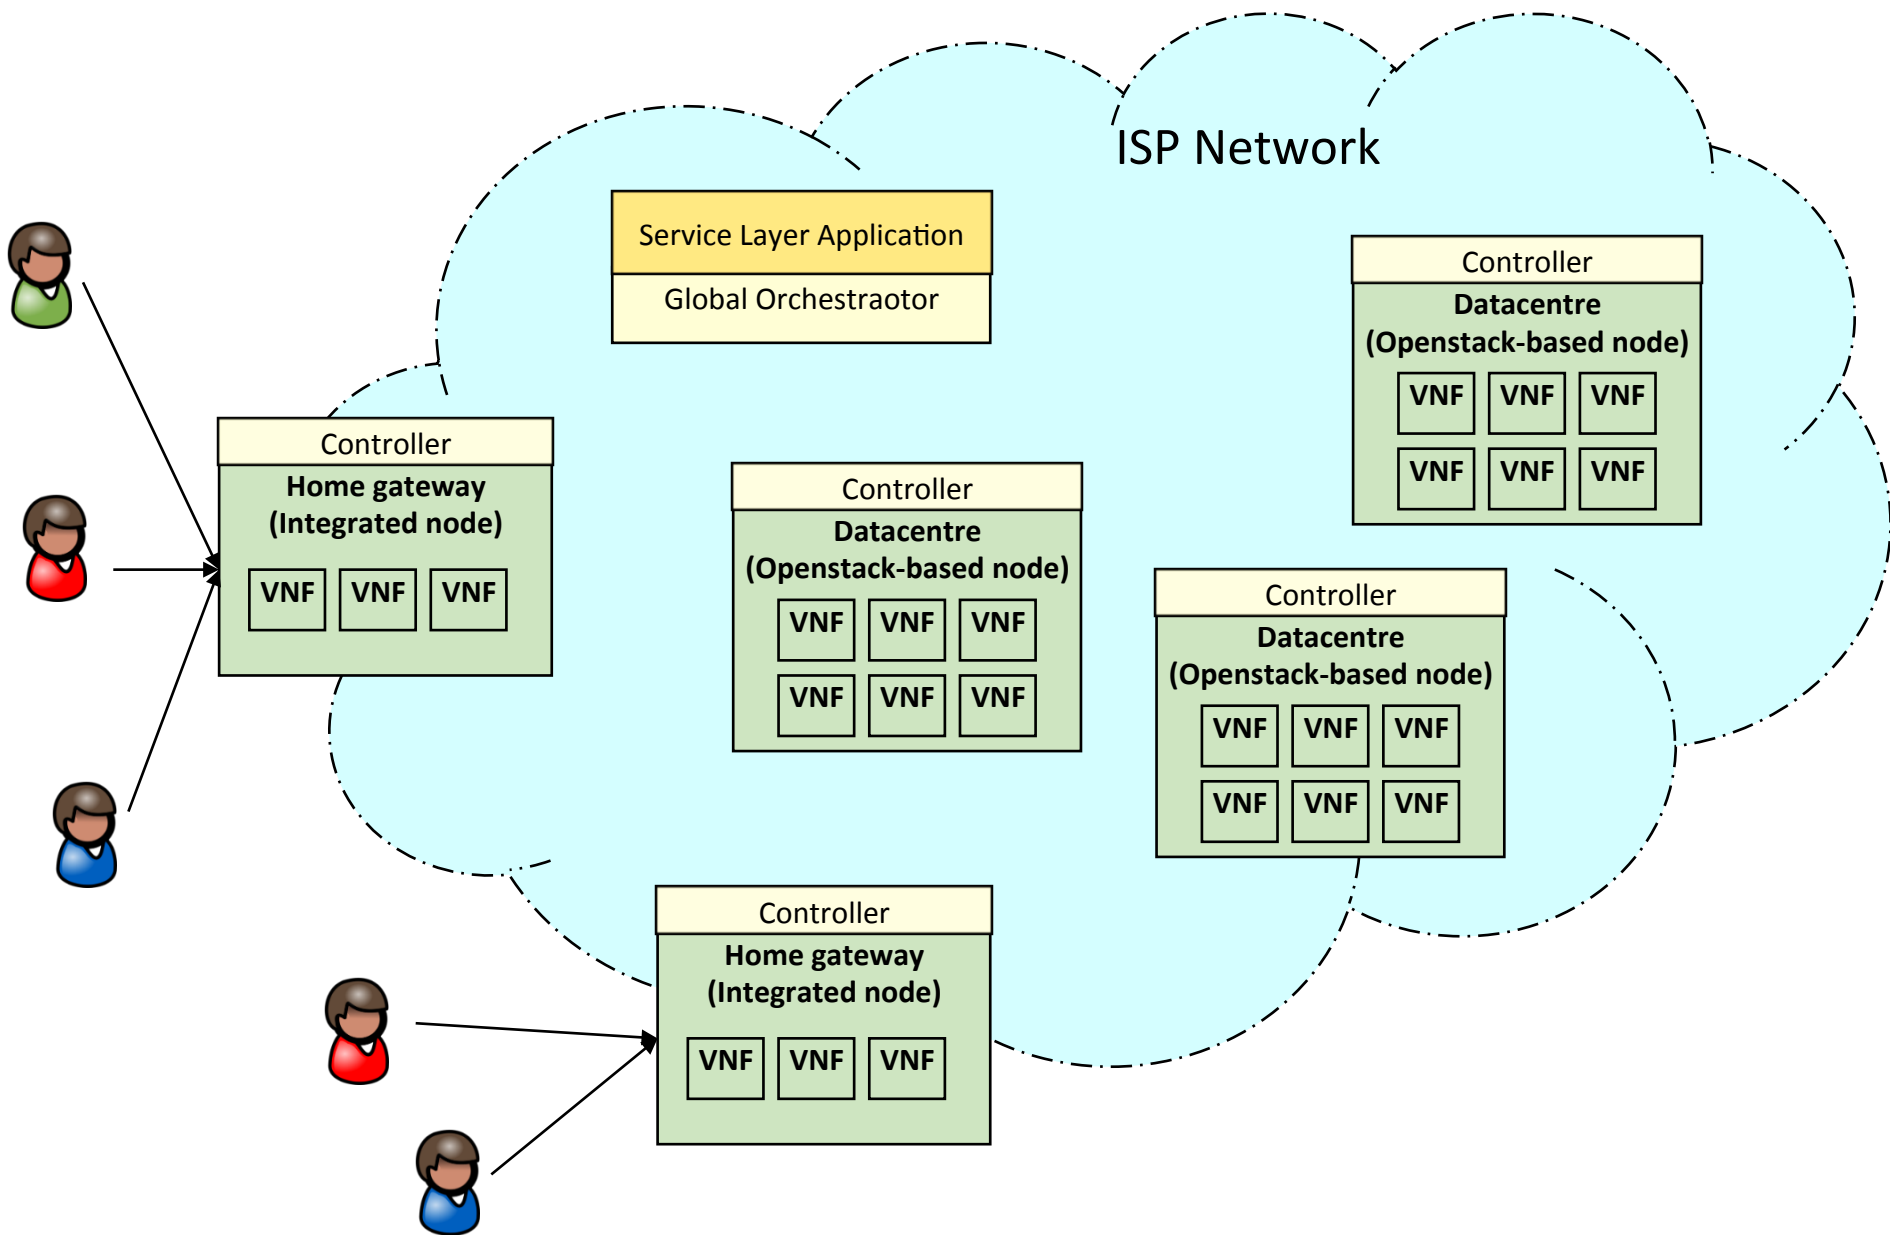 ISP Network
Service Layer Application
Global Orchestraotor
Controller
Datacentre
(Openstack-based node)
VNF VNF VNF
VNF VNF VNF
Controller
Home gateway
(Integrated node)
VNF VNF VNF
Controller
Datacentre
(Openstack-based node)
VNF VNF VNF
VNF VNF VNF
Controller
Datacentre
(Openstack-based node)
VNF VNF VNF
VNF VNF VNF
Controller
Home gateway
(Integrated node)
VNF VNF VNF